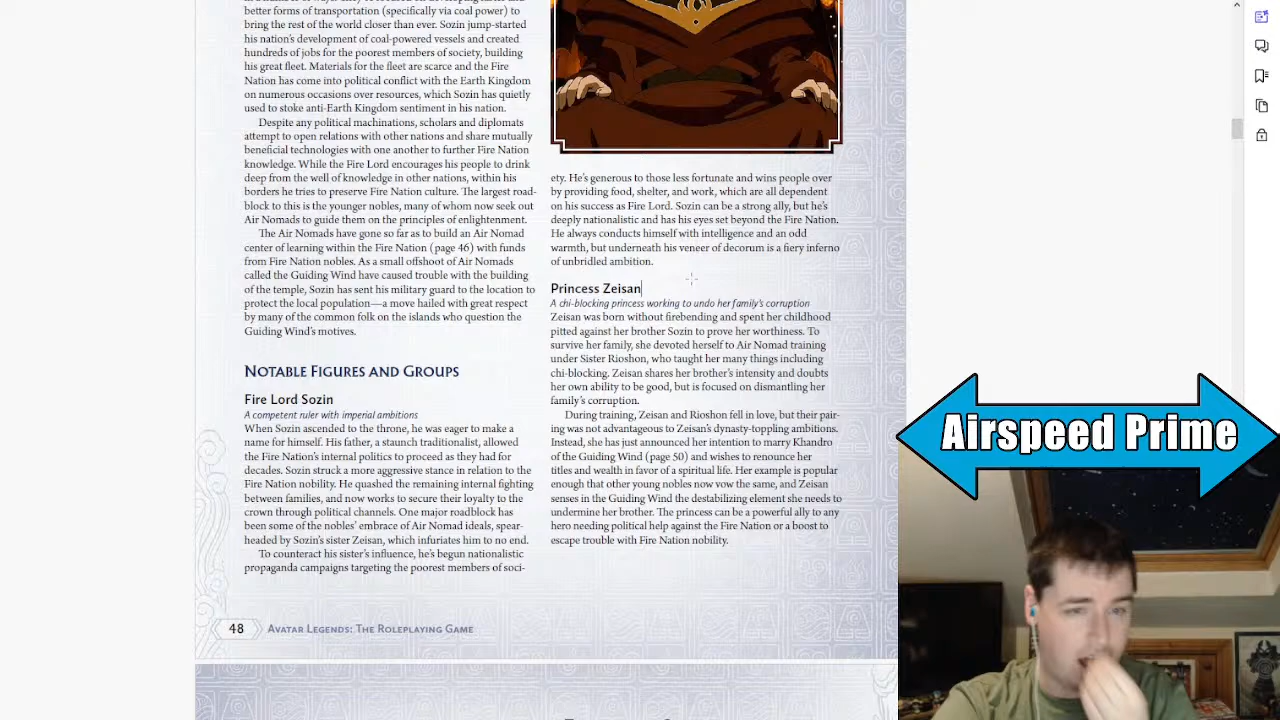 better forms of transportation (specifically via coal power) to
bring the rest of the world closer than ever. Sozin jump-started
his nation's development of coal-powered vessels and created
hundreds of jobs for the poorest members of society, building
his great fleet. Materials for the fleet are scarce and the Fire
Nation has come into political conflict with the Earth Kingdom
on numerous occasions over resources, which Sozin has quietly
used to stoke anti-Earth Kingdom sentiment in his nation.
Despite any political machinations, scholars and diplomats
attempt to open relations with other nations and share mutually
beneficial technologies with one another to further Fire Nation
knowledge. While the Fire Lord encourages his people to drink
deep from the well of knowledge in other nations, within his
borders he tries to preserve Fire Nation culture. The largest road-
block to this is the younger nobles, many of whom now seek out
Air Nomads to guide them on the principles of enlightenment.
The Air Nomads have gone so far as to build an Air Nomad
center of learning within the Fire Nation (page 46) with funds
from Fire Nation nobles. As a small offshoot of Air Nomads
called the Guiding Wind have caused trouble with the building
of the temple, Sozin has sent his military guard to the location to
protect the local population—a move hailed with great respect
by many of the common folk on the islands who question the
Guiding Wind's motives.
Notable Figures and Groups
Fire Lord Sozin
A competent ruler with imperial ambitions
When Sozin ascended to the throne, he was eager to make a
name for himself. His father, a staunch traditionalist, allowed
the Fire Nation's internal politics to proceed as they had for
decades. Sozin struck a more aggressive stance in relation to the
Fire Nation nobility. He quashed the remaining internal fighting
between families, and now works to secure their loyalty to the
crown through political channels. One major roadblock has
been some of the nobles' embrace of Air Nomad ideals, spear-
headed by Sozin's sister Zeisan, which infuriates him to no end.
To counteract his sister's influence, he's begun nationalistic
propaganda campaigns targeting the poorest members of soci-
ety. He's generous to those less fortunate and wins people over
by providing food, shelter, and work, which are all dependent
on his success as Fire Lord. Sozin can be a strong ally, but he's
deeply nationalistic and has his eyes set beyond the Fire Nation.
He always conducts himself with intelligence and an odd
warmth, but underneath his veneer of decorum is a fiery inferno
of unbridled ambition.
Princess Zeisan
A chi-blocking princess working to undo her family's corruption
Zeisan was born without firebending and spent her childhood
pitted against her brother Sozin to prove her worthiness. To
survive her family, she devoted herself to Air Nomad training
under Sister Rioshon, who taught her many things including
chi-blocking. Zeisan shares her brother's intensity and doubts
her own ability to be good, but is focused on dismantling her
family's corruption.
During training, Zeisan and Rioshon fell in love, but their pair-
ing was not advantageous to Zeisan's dynasty-toppling ambitions.
Instead, she has just announced her intention to marry Khandro
of the Guiding Wind (page 50) and wishes to renounce her
titles and wealth in favor of a spiritual life. Her example is popular
enough that other young nobles now vow the same, and Zeisan
senses in the Guiding Wind the destabilizing element she needs to
undermine her brother. The princess can be a powerful ally to any
hero needing political help against the Fire Nation or a boost to
escape trouble with Fire Nation nobility.
48 Avatar Legends: The Roleplaying Game
Airspeed Prime